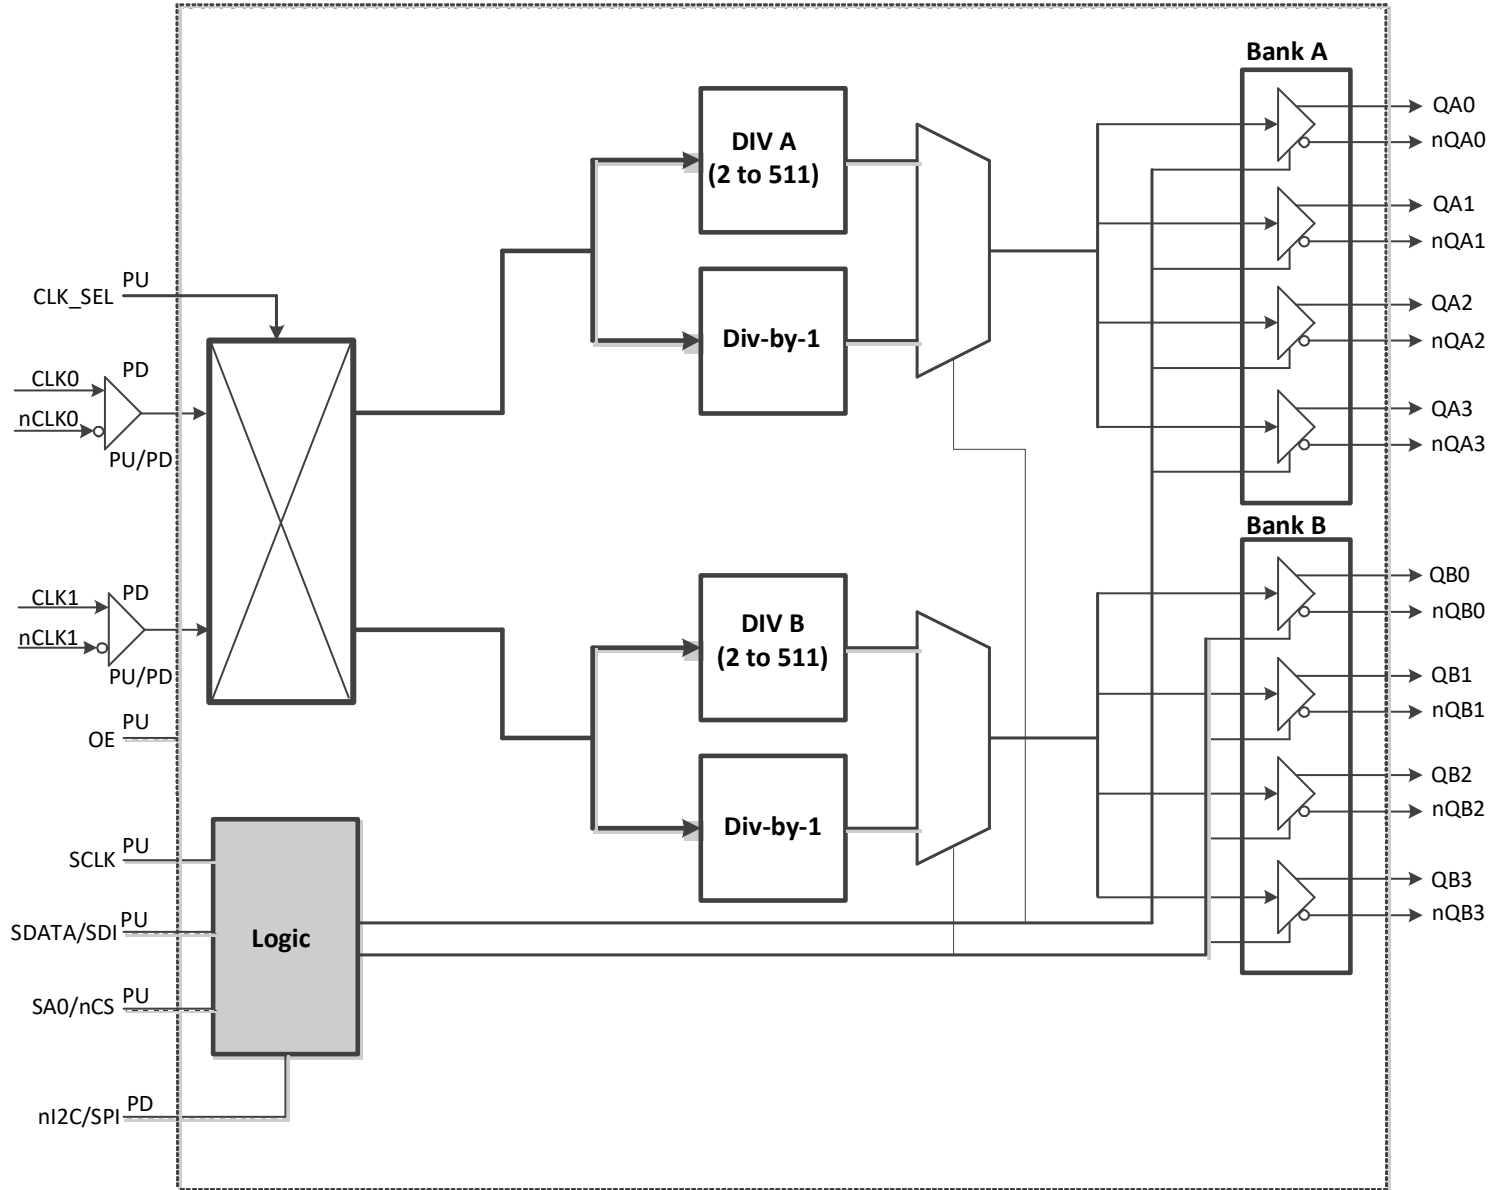 Bank A
QA0
DIV A
(2 to 511)
nQA0
QA1
nQA1
CLK_SEL
PU
QA2
Div-by-1
nQA2
CLK0
PD
nCLK0
PU/PD
QA3
nQA3
Bank B
QB0
CLK1
PD
nCLK1
PU/PD
DIV B
(2 to 511)
nQB0
QB1
nQB1
OE
PU
QB2
nQB2
Div-by-1
SCLK
PU
QB3
nQB3
SDATA/SDI
PU
Logic
SA0/nCS
PU
nI2C/SPI
PD